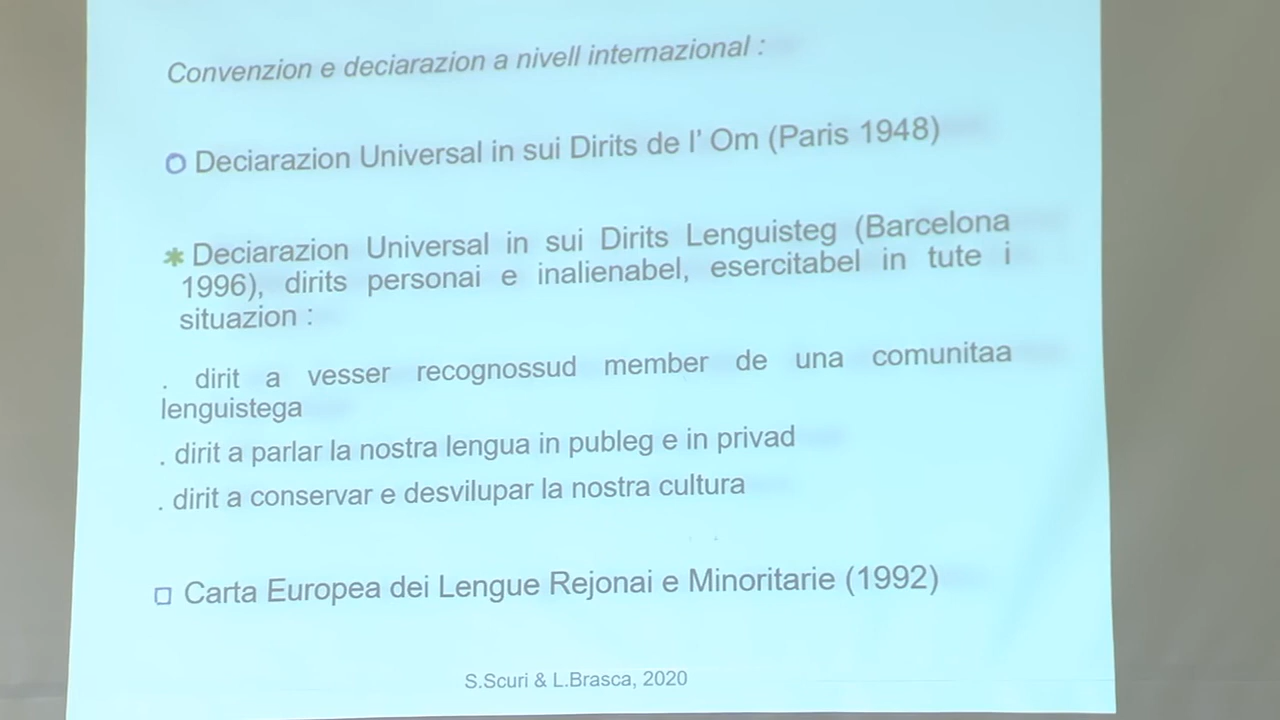 Convenzion e deciarazion a nivell internazional :
Deciarazion Universal in sui Dirits de l' Om (Paris 1948)
Deciarazion Universal in sui Dirits Lenguisteg (Barcelona
1996), dirits personai e inalienabel, esercitabel in tute i
situazion :
. dirit a vesser recognossud member de una comunitaa
lenguistega
. dirit a parlar la nostra lengua in publeg e in privad
. dirit a conservar e desvilupar la nostra cultura
Carta Europea dei Lengue Rejonai e Minoritarie (1992)
S.Scuri & L.Brasca, 2020